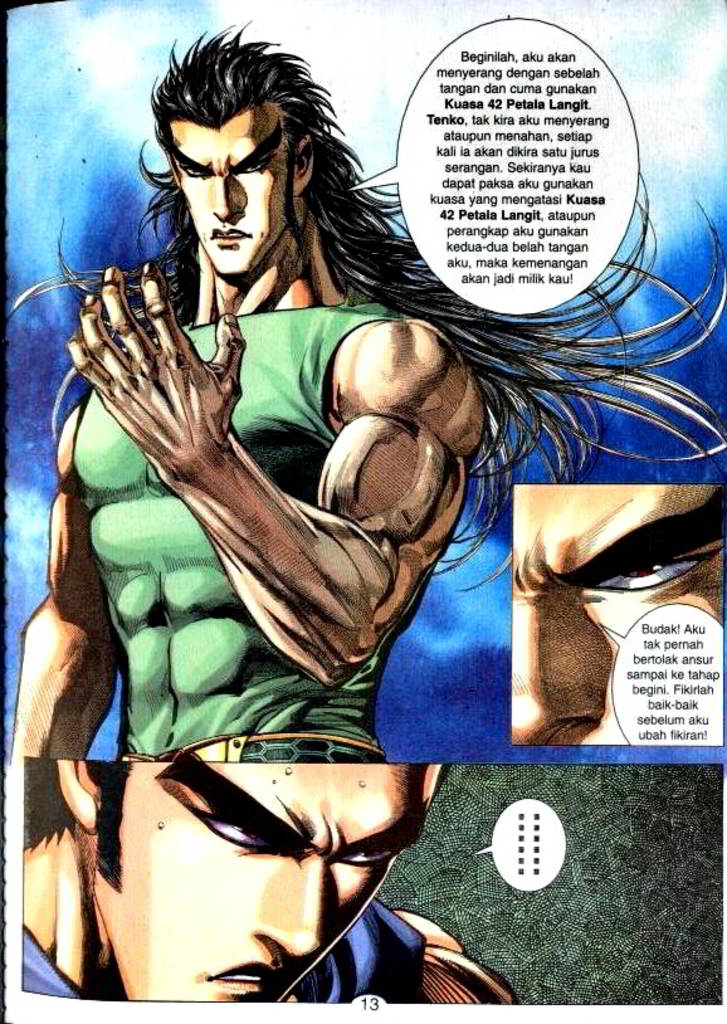 Beginilah, aku akan
menyerang dengan sebelah
tangan dan cuma gunakan
Kuasa 42 Petala Langit.
Tenko, tak kira aku menyerang
ataupun menahan, setiap
kali ia akan dikira satu jurus
serangan. Sekiranya kau
dapat paksa aku gunakan
kuasa yang mengatasi Kuasa
42 Petala Langit, ataupun
perangkap aku gunakan
kedua-dua belah tangan
aku, maka kemenangan
akan jadi milik kau!
Budak! Aku
tak pernah
bertolak ansur
sampai ke tahap
begini. Fikirlah
baik-baik
sebelum aku
ubah fikiran!
13